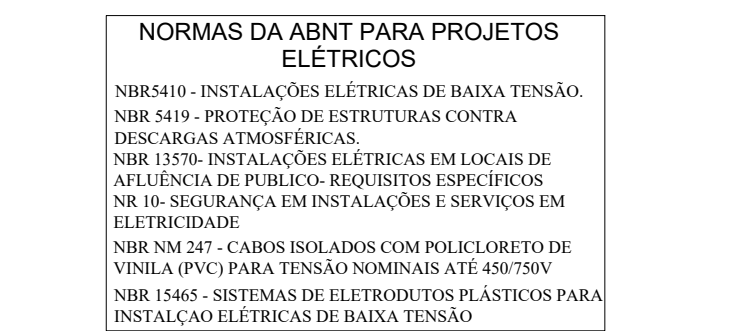 NORMAS DA ABNT PARA PROJETOS
ELÉTRICOS
NBR5410 - INSTALAÇÕES ELÉTRICAS DE BAIXA TENSÃO.
NBR 5419 - PROTEÇÃO DE ESTRUTURAS CONTRA
DESCARGAS ATMOSFÉRICAS.
NBR 13570- INSTALAÇÕES ELÉTRICAS EM LOCAIS DE
AFLUÊNCIA DE PUBLICO- REQUISITOS ESPECÍFICOS
NR 10- SEGURANÇA EM INSTALAÇÕES E SERVIÇOS EM
ELETRICIDADE
NBR NM 247 - CABOS ISOLADOS COM POLICLORETO DE
VINILA (PVC) PARA TENSÃO NOMINAIS ATÉ 450/750V
NBR 15465 - SISTEMAS DE ELETRODUTOS PLÁSTICOS PARA
INSTALÇAO ELÉTRICAS DE BAIXA TENSÃO